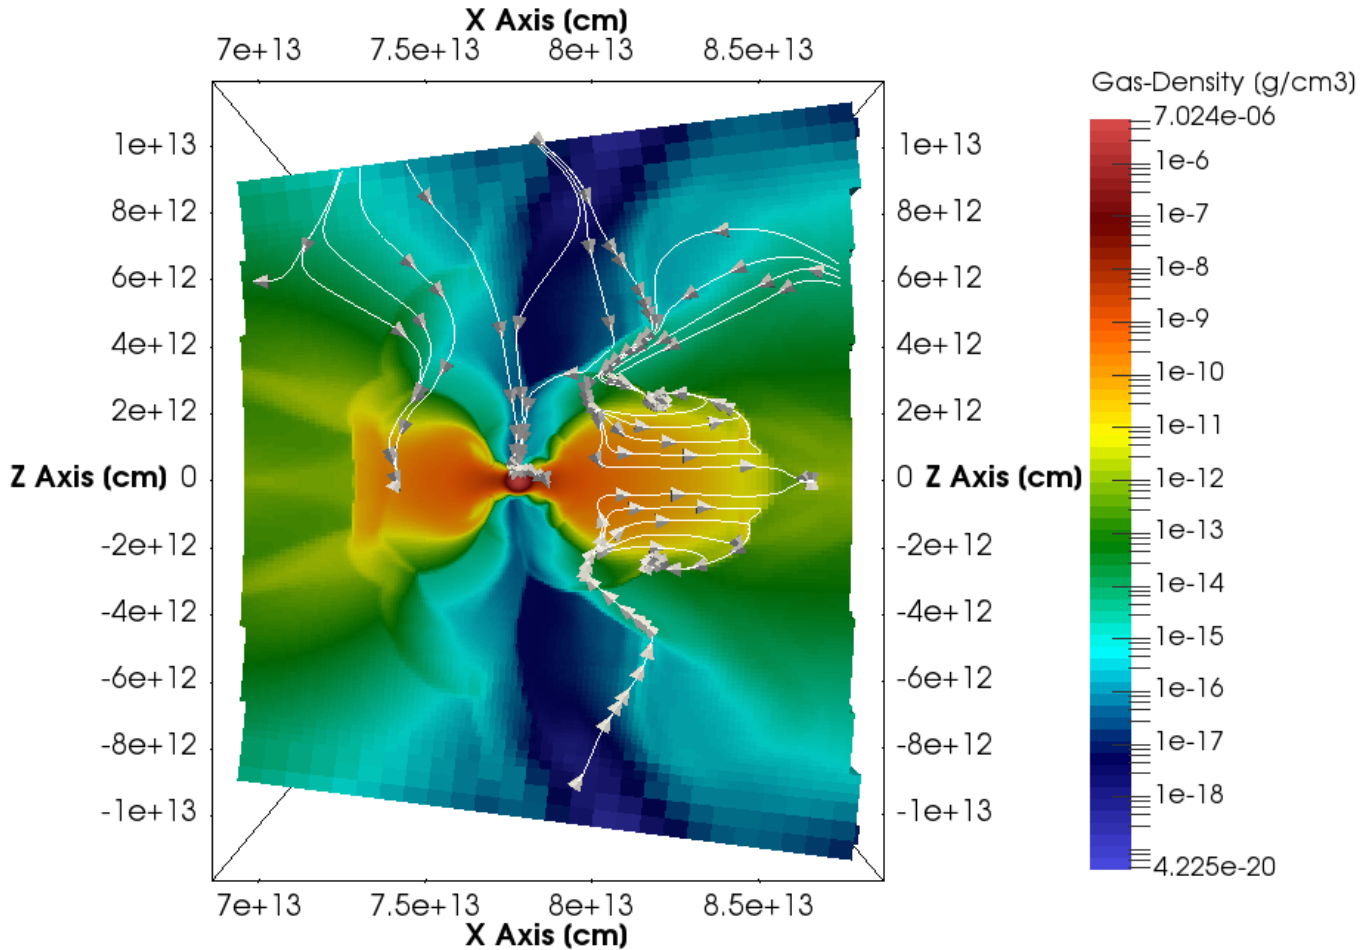 X Axis (cm)
7e+13 7.5e+13 8e+13 8.5e+13
Gas-Density (g/cm3)
7.024e-06
1e-6
1e-7
1e-8
1e-9
1e-10
1e-11
1e-12
1e-13
1e-14
1e-15
1e-16
1e-17
1e-18
4.225e-20
1e+13 1e+13
8e+12 8e+12
6e+12 6e+12
4e+12 4e+12
2e+12 2e+12
Z Axis (cm) 0 0 Z Axis (cm)
-2e+12 -2e+12
-4e+12 -4e+12
-6e+12 -6e+12
-8e+12 -8e+12
-1e+13 -1e+13
7e+13 7.5e+13 8e+13 8.5e+13
X Axis (cm)